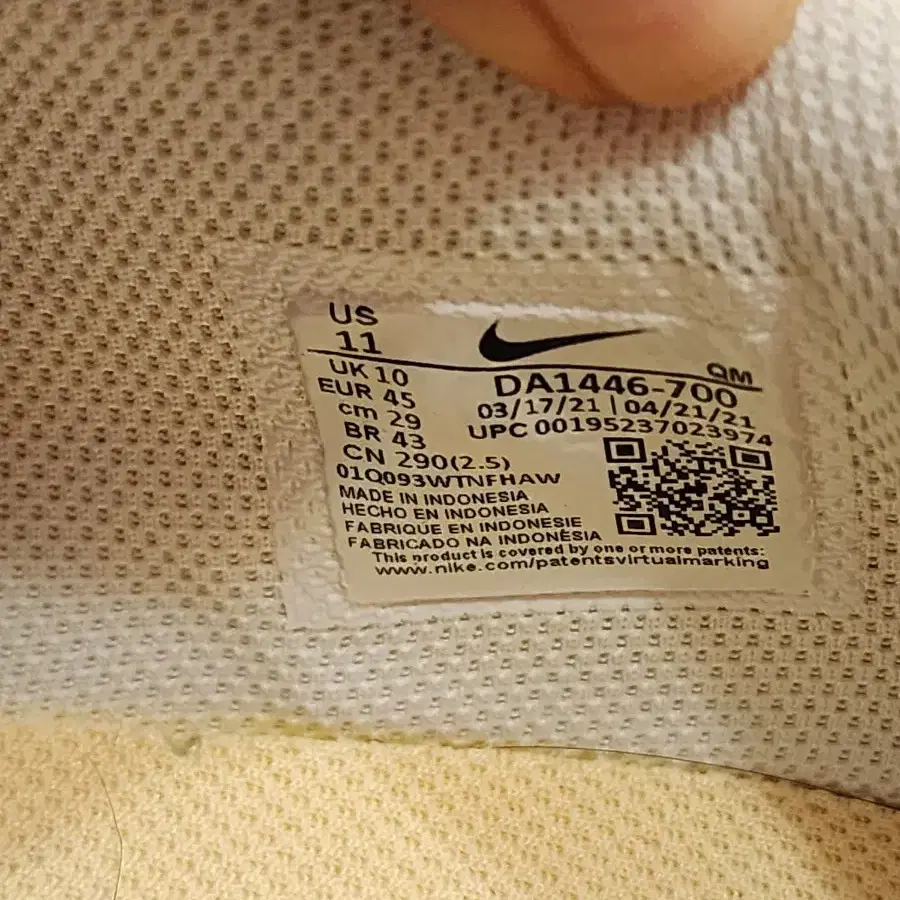 US
11
QM
UK 10
DA1446-700
EUR 45
03/17/21 | 04/21/21
cm 29
UPC 00195237023974
BR 43
CN 290(2.5)
01Q093WTNFHAW
MADE IN INDONESIA
HECHO EN INDONESIA
FABRIQUE EN INDONESIE
FABRICADO NA INDONÉSIA
This product is covered by one or more patents:
www.nike.com/patentsvirtualmarking